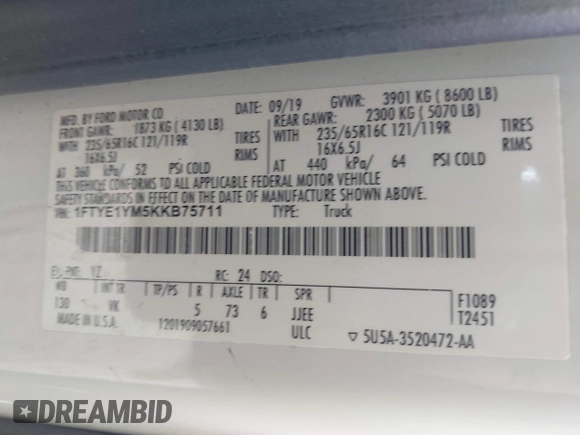 MFD. BY FORD MOTOR CO.
DATE: 09/19 GVWR: 3901 KG ( 8600 LB)
FRONT GAWR: 1873 KG ( 4130 LB) REAR GAWR: 2300 KG ( 5070 LB)
WITH 235/65R16C 121/119R TIRES WITH 235/65R16C 121/119R TIRES
16X6.5J RIMS 16X6.5J RIMS
AT 360 kPa/ 52 PSI COLD AT 440 kPa/ 64 PSI COLD
THIS VEHICLE CONFORMS TO ALL APPLICABLE FEDERAL MOTOR VEHICLE
SAFETY STANDARDS IN EFFECT ON THE DATE OF MANUFACTURE SHOWN ABOVE.
VIN: 1FTYE1YM5KKB75711 TYPE: Truck
EXT PNT: YZ RC: 24 DSO:
WB INT TR TP/PS R AXLE TR SPR
130 VK 5 73 6 JJEE
F1089
T2451
MADE IN U.S.A. 1201909057661 ULC
5U5A-3520472-AA
DREAMBID